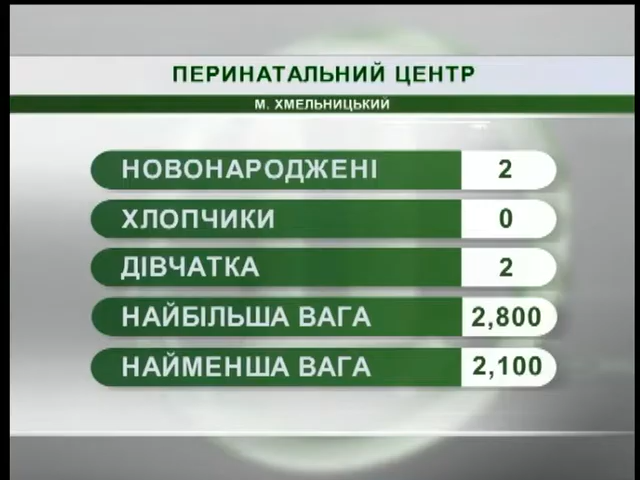 ПЕРИНАТАЛЬНИЙ ЦЕНТР
М. ХМЕЛЬНИЦЬКИЙ
НОВОНАРОДЖЕНІ 2
ХЛОПЧИКИ 0
ДІВЧАТКА 2
НАЙБІЛЬША ВАГА 2,800
НАЙМЕНША ВАГА 2,100